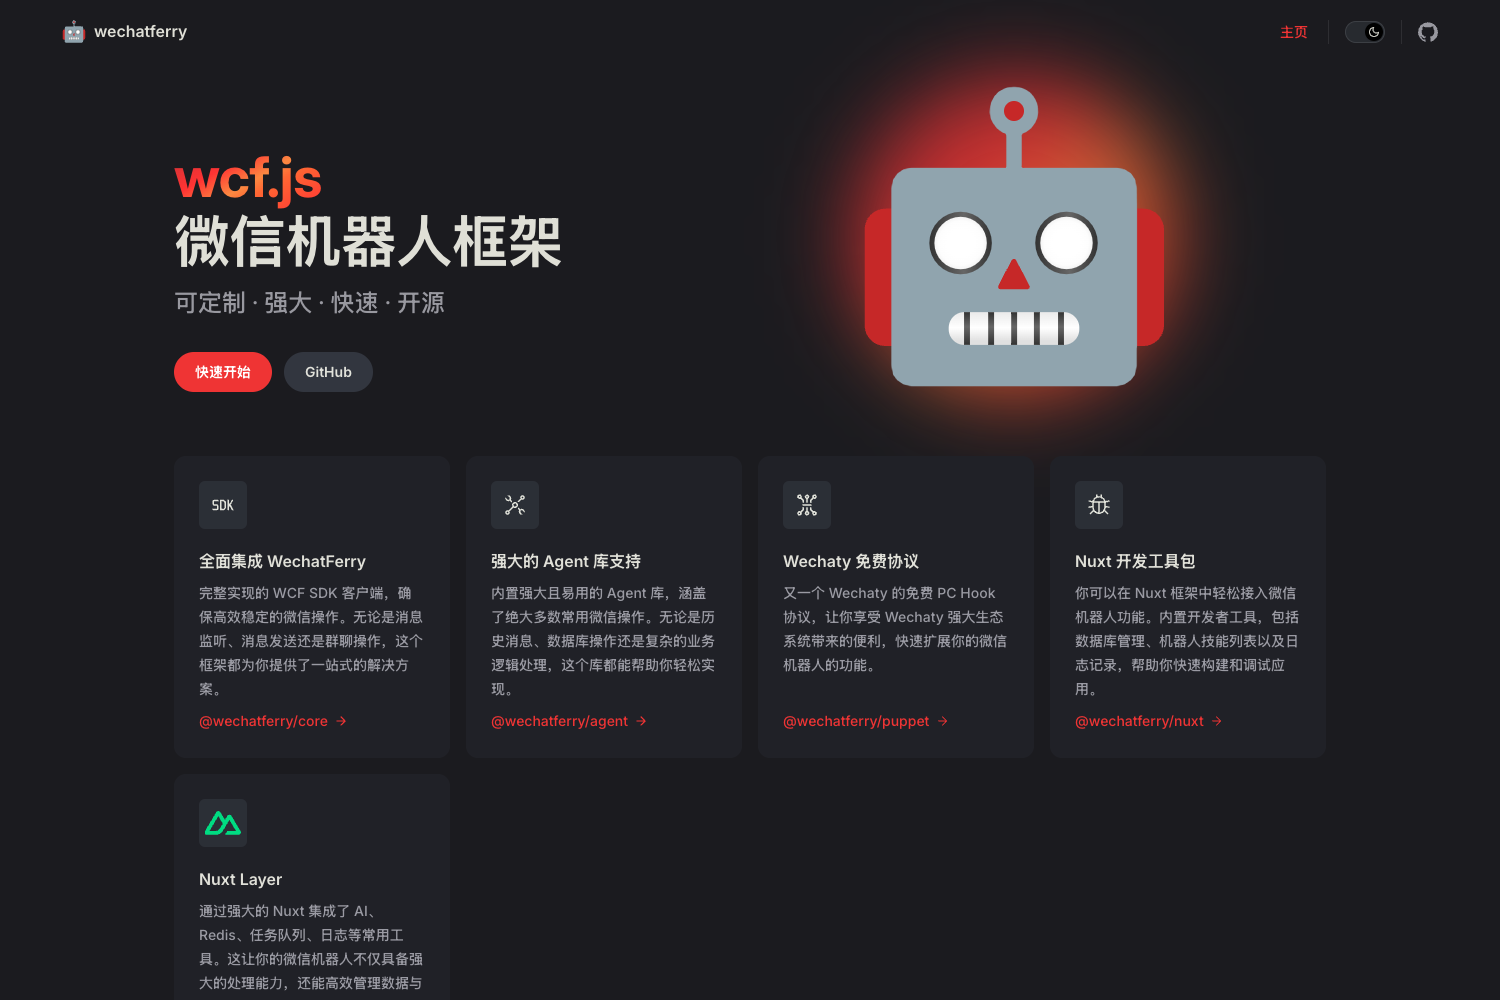 wechatferry
主页
wcf.js
微信机器人框架
可定制 · 强大 · 快速 · 开源
快速开始
GitHub
SDK
全面集成 WechatFerry
完整实现的 WCF SDK 客户端，确
保高效稳定的微信操作。无论是消息
监听、消息发送还是群聊操作，这个
框架都为你提供了一站式的解决方
案。
@wechatferry/core →
强大的 Agent 库支持
内置强大且易用的 Agent 库，涵盖
了绝大多数常用微信操作。无论是历
史消息、数据库操作还是复杂的业务
逻辑处理，这个库都能帮助你轻松实
现。
@wechatferry/agent →
Wechaty 免费协议
又一个 Wechaty 的免费 PC Hook
协议，让你享受 Wechaty 强大生态
系统带来的便利，快速扩展你的微信
机器人的功能。
@wechatferry/puppet →
Nuxt 开发工具包
你可以在 Nuxt 框架中轻松接入微信
机器人功能。内置开发者工具，包括
数据库管理、机器人技能列表以及日
志记录，帮助你快速构建和调试应
用。
@wechatferry/nuxt →
Nuxt Layer
通过强大的 Nuxt 集成了 AI、
Redis、任务队列、日志等常用工
具。这让你的微信机器人不仅具备强
大的处理能力，还能高效管理数据与